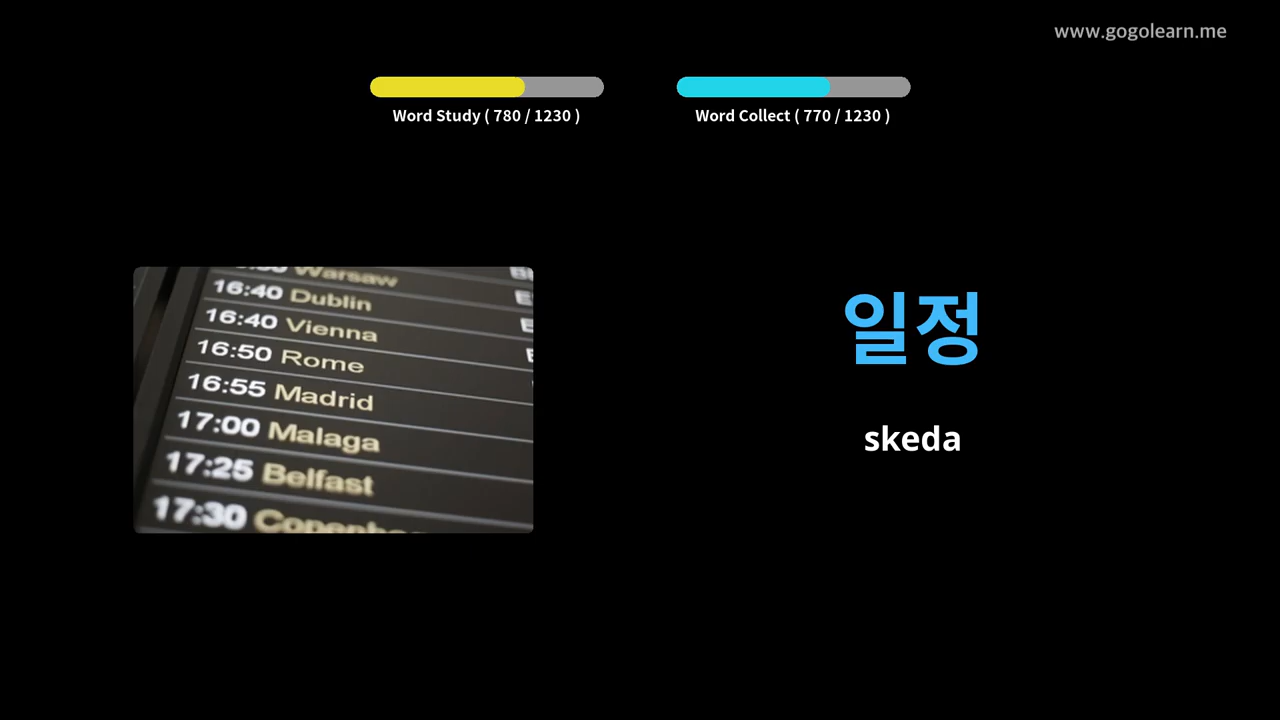 www.gogolearn.me
Word Study ( 780 / 1230 )
Word Collect ( 770 / 1230 )
Warsaw
16:40 Dublin
16:40 Vienna
16:50 Rome
16:55 Madrid
17:00 Malaga
17:25 Belfast
17:30
일정
skeda